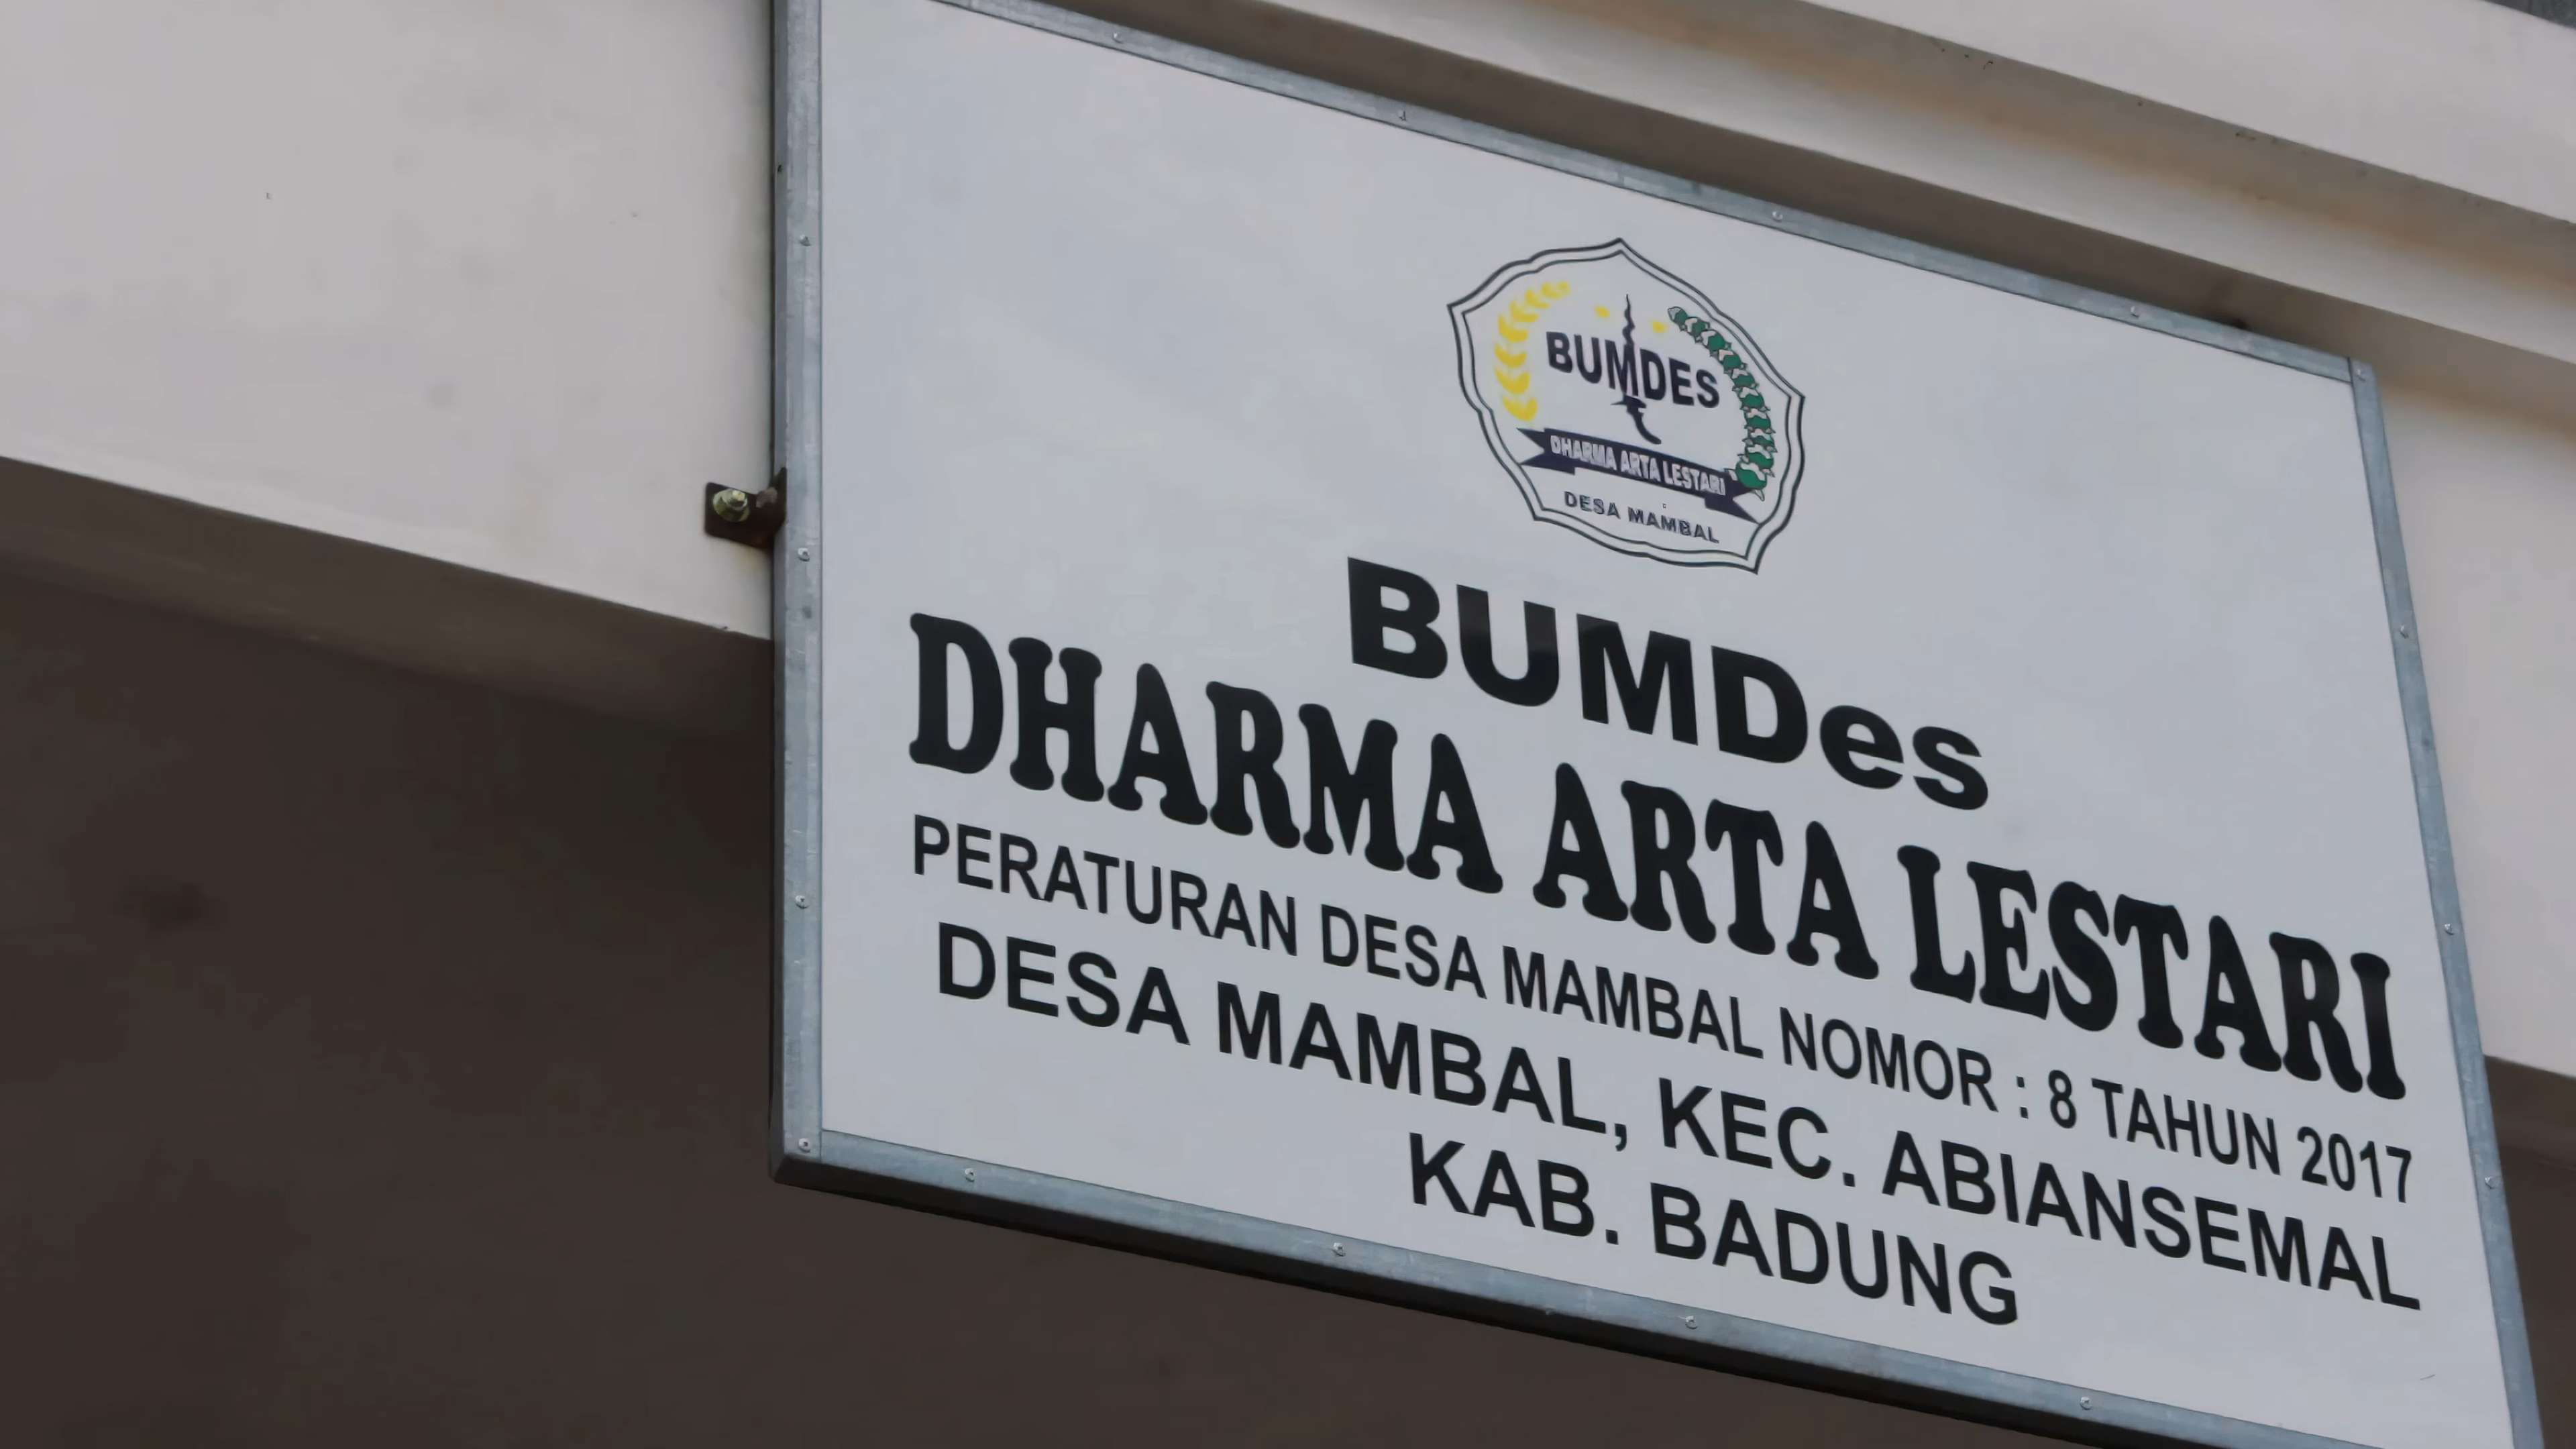 BUMDES
DHARMA ARTA LESTARI
DESA MAMBAL
BUMDes
DHARMA ARTA LESTARI
PERATURAN DESA MAMBAL NOMOR : 8 TAHUN 2017
DESA MAMBAL, KEC. ABIANSEMAL
KAB. BADUNG